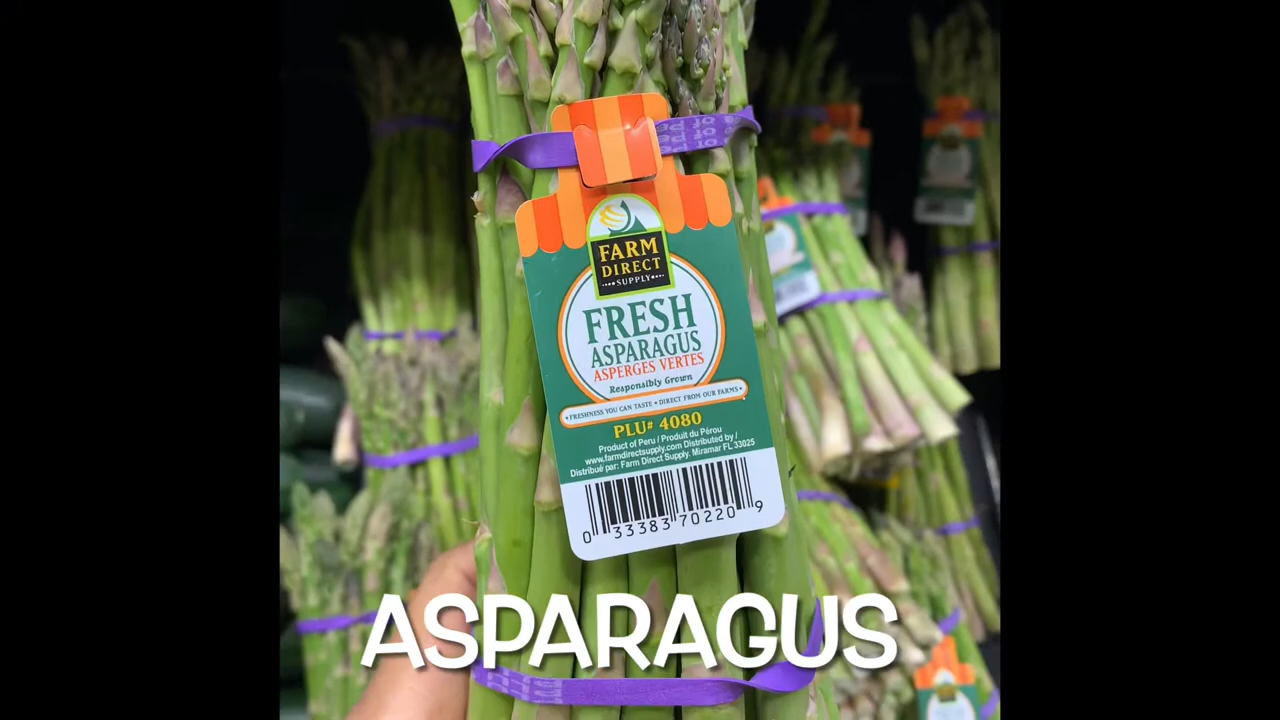 FARM
DIRECT
SUPPLY
FRESH
ASPARAGUS
ASPERGES VERTES
Responsibly Grown
• FRESHNESS YOU CAN TASTE • DIRECT FROM OUR FARMS •
PLU# 4080
Product of Peru / Produit du Pérou
www.farmdirectsupply.com Distributed by /
Distribué par: Farm Direct Supply. Miramar FL 33025
0 33383 70220 9
ASPARAGUS